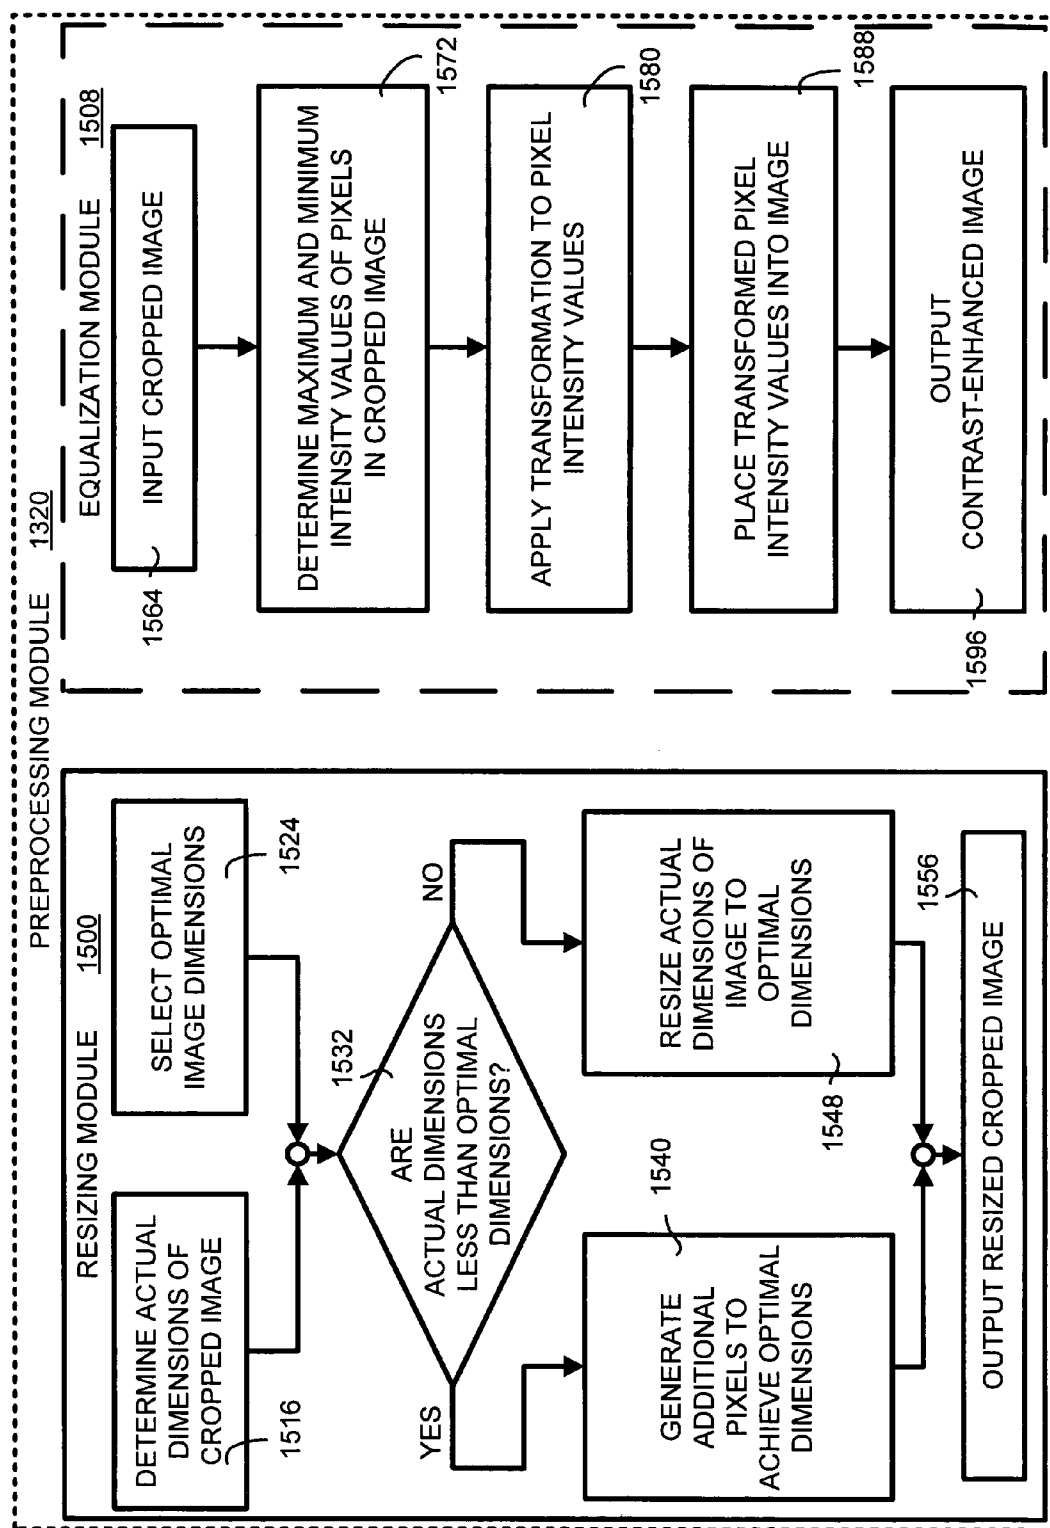 PREPROCESSING MODULE 1320
RESIZING MODULE 1500
DETERMINE ACTUAL
DIMENSIONS OF
CROPPED IMAGE
1516
SELECT OPTIMAL
IMAGE DIMENSIONS
1524
1532
ARE
ACTUAL DIMENSIONS
LESS THAN OPTIMAL
DIMENSIONS?
YES
NO
GENERATE
ADDITIONAL
PIXELS TO
ACHIEVE OPTIMAL
DIMENSIONS
1540
RESIZE ACTUAL
DIMENSIONS OF
IMAGE TO
OPTIMAL
DIMENSIONS
1548
1556
OUTPUT RESIZED CROPPED IMAGE
EQUALIZATION MODULE 1508
INPUT CROPPED IMAGE
1564
DETERMINE MAXIMUM AND MINIMUM
INTENSITY VALUES OF PIXELS
IN CROPPED IMAGE
1572
APPLY TRANSFORMATION TO PIXEL
INTENSITY VALUES
1580
PLACE TRANSFORMED PIXEL
INTENSITY VALUES INTO IMAGE
1588
OUTPUT
CONTRAST-ENHANCED IMAGE
1596